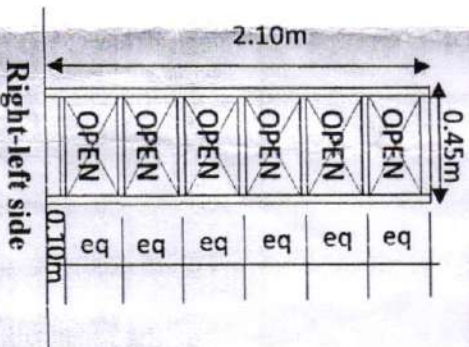 2.10m
0.45m
OPEN
OPEN
OPEN
OPEN
OPEN
OPEN
eq
eq
eq
eq
eq
eq
0.10m
Right-left side